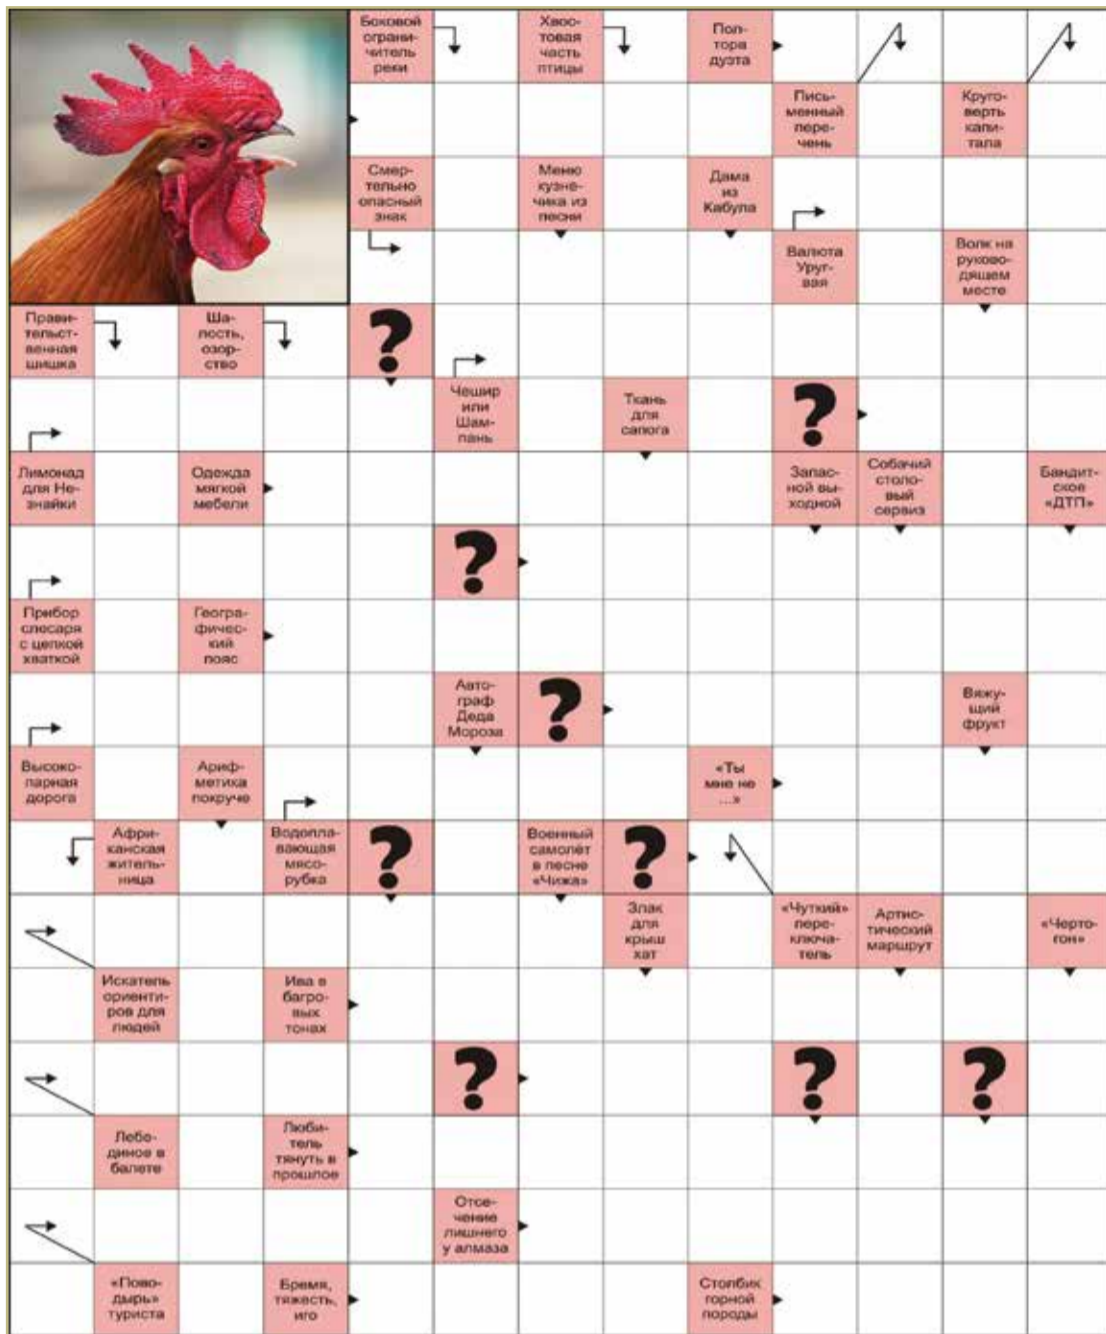 Боковой
ограни-
читель
реки
Хвос-
товая
часть
птицы
Пол-
тора
дуэта
Пись-
менный
пере-
чень
Круго-
верть
капи-
тала
Смер-
тельно
опасный
знак
Меню
кузне-
чика из
песни
Дама
из
Кабула
Валюта
Уруг-
вая
Волк на
руково-
дящем
месте
Прави-
тельст-
венная
шишка
Ша-
лость,
озор-
ство
?
Чешир
или
Шам-
пань
Ткань
для
сапога
?
Лимонад
для Не-
знайки
Одежда
мягкой
мебели
Запас-
ной вы-
ходной
Собачий
столо-
вый
сервиз
Бандит-
ское
«ДТП»
?
Прибор
слесаря
с цепкой
хваткой
Геогра-
фичес-
кий
пояс
Авто-
граф
Деда
Мороза
?
Вяжу-
щий
фрукт
Высоко-
парная
дорога
Ариф-
метика
покруче
«Ты
мне не
...»
Афри-
канская
житель-
ница
Водопла-
вающая
мясо-
рубка
?
Военный
самолёт
в песне
«Чижа»
?
Злак
для
крыш
хат
«Чуткий»
пере-
ключа-
тель
Артис-
тический
маршрут
«Черто-
гон»
Искатель
ориенти-
ров для
людей
Ива в
багро-
вых
тонах
?
?
?
Лебе-
диное в
балете
Люби-
тель
тянуть в
прошлое
Отсе-
чение
лишнего
у алмаза
«Пово-
дырь»
туриста
Бремя,
тяжесть,
иго
Столбик
горной
породы